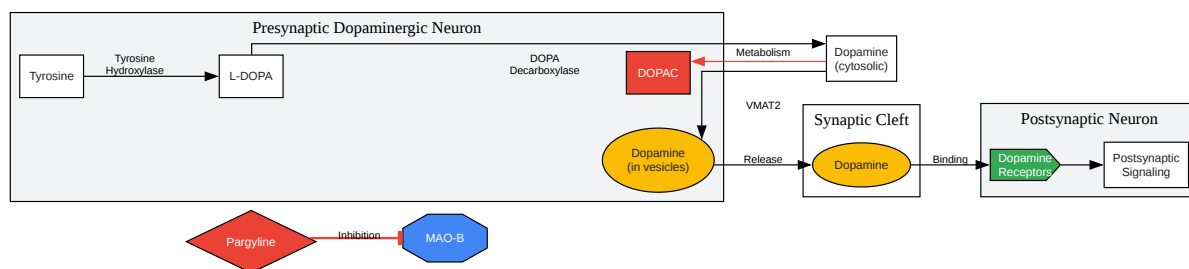 Presynaptic Dopaminergic Neuron
Tyrosine
Tyrosine
Hydroxylase
L-DOPA
DOPA
Decarboxylase
DOPAC
Metabolism
Dopamine
(cytosolic)
VMAT2
Dopamine
(in vesicles)
Release
Synaptic Cleft
Dopamine
Binding
Postsynaptic Neuron
Dopamine
Receptors
Postsynaptic
Signaling
Pargyline
Inhibition
MAO-B